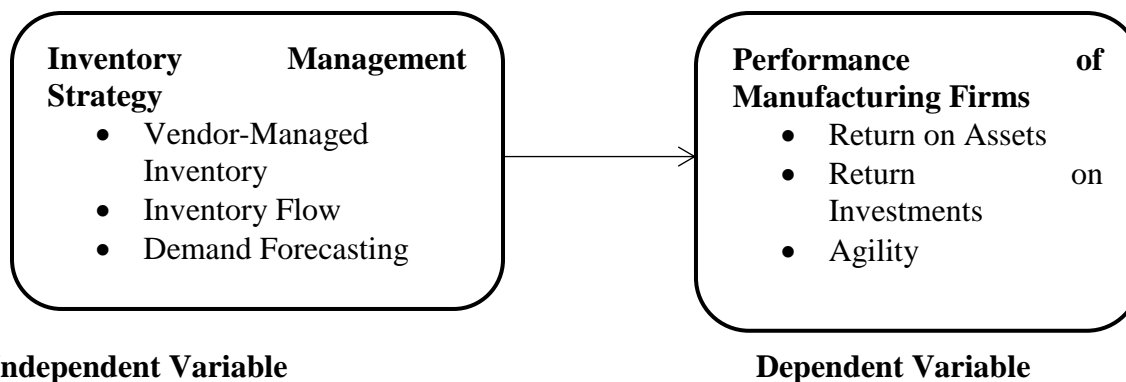 Inventory Management
Strategy
• Vendor-Managed
Inventory
• Inventory Flow
• Demand Forecasting
Performance of
Manufacturing Firms
• Return on Assets
• Return on
Investments
• Agility
ndependent Variable
Dependent Variable